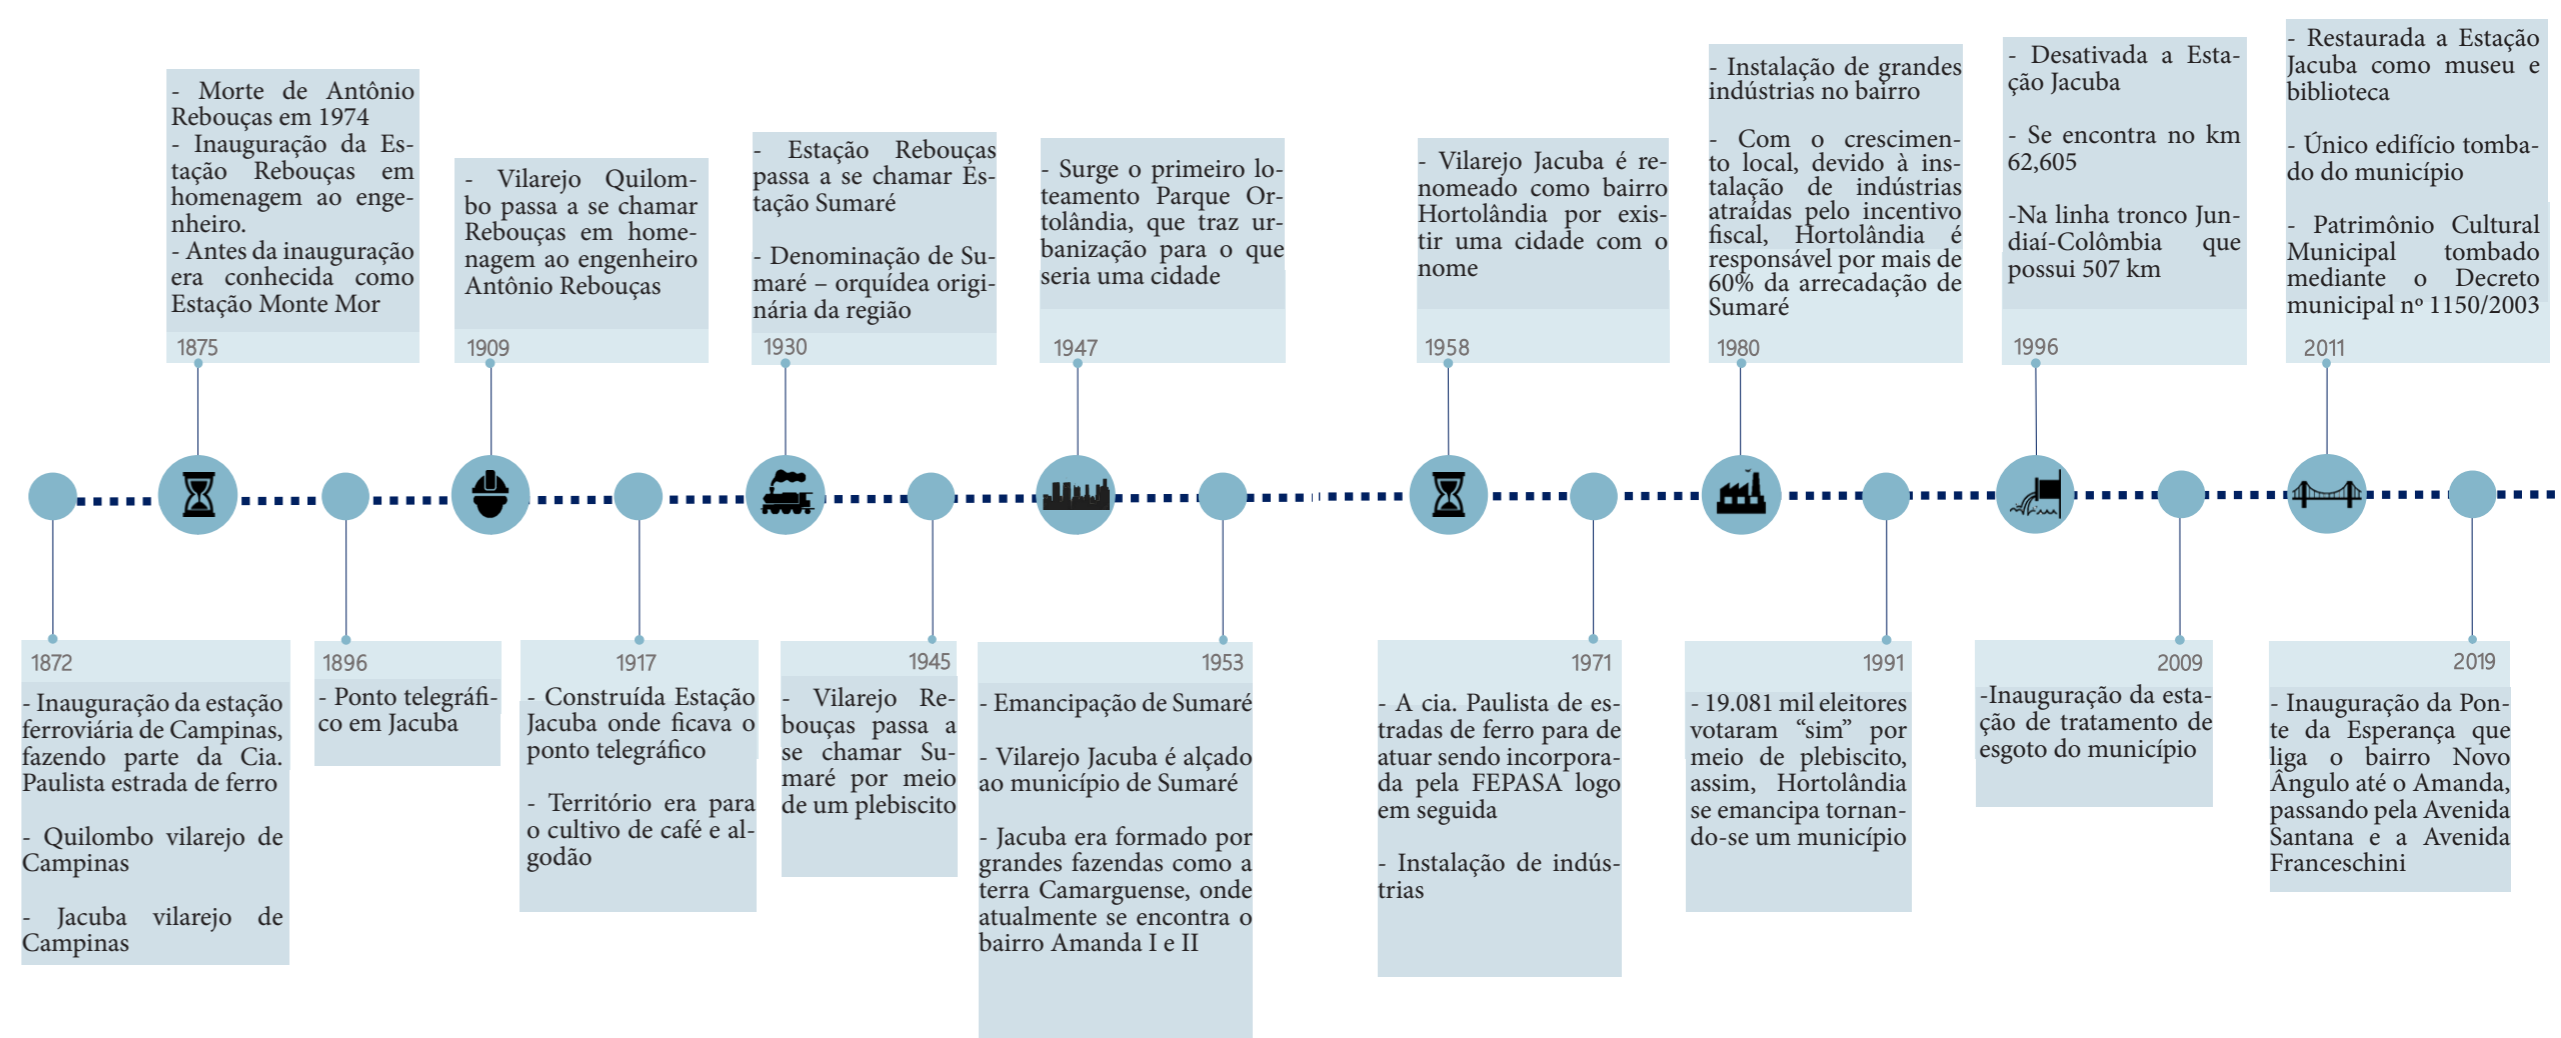 - Morte de Antônio
Rebouças em 1974
- Inauguração da Es-
tação Rebouças em
homenagem ao enge-
nheiro.
- Antes da inauguração
era conhecida como
Estação Monte Mor
1875
- Vilarejo Quilom-
bo passa a se chamar
Rebouças em home-
nagem ao engenheiro
Antônio Rebouças
1909
- Estação Rebouças
passa a se chamar Es-
tação Sumaré
- Denominação de Su-
maré – orquídea origi-
nária da região
1930
- Surge o primeiro lo-
teamento Parque Or-
tolândia, que traz ur-
banização para o que
seria uma cidade
1947
- Vilarejo Jacuba é re-
nomeado como bairro
Hortolândia por exis-
tir uma cidade com o
nome
1958
- Instalação de grandes
indústrias no bairro
- Com o crescimen-
to local, devido à ins-
talação de indústrias
atraídas pelo incentivo
fiscal, Hortolândia é
responsável por mais de
60% da arrecadação de
Sumaré
1980
- Desativada a Esta-
ção Jacuba
- Se encontra no km
62,605
-Na linha tronco Jun-
diaí-Colômbia que
possui 507 km
1996
- Restaurada a Estação
Jacuba como museu e
biblioteca
- Único edifício tomba-
do do município
- Patrimônio Cultural
Municipal tombado
mediante o Decreto
municipal nº 1150/2003
2011
1872
- Inauguração da estação
ferroviária de Campinas,
fazendo parte da Cia.
Paulista estrada de ferro
- Quilombo vilarejo de
Campinas
- Jacuba vilarejo de
Campinas
1896
- Ponto telegráfi-
co em Jacuba
1917
- Construída Estação
Jacuba onde ficava o
ponto telegráfico
- Território era para
o cultivo de café e al-
godão
1945
- Vilarejo Re-
bouças passa a
se chamar Su-
maré por meio
de um plebiscito
1953
- Emancipação de Sumaré
- Vilarejo Jacuba é alçado
ao município de Sumaré
- Jacuba era formado por
grandes fazendas como a
terra Camarguense, onde
atualmente se encontra o
bairro Amanda I e II
1971
- A cia. Paulista de es-
tradas de ferro para de
atuar sendo incorpora-
da pela FEPASA logo
em seguida
- Instalação de indús-
trias
1991
- 19.081 mil eleitores
votaram “sim” por
meio de plebiscito,
assim, Hortolândia
se emancipa tornan-
do-se um município
2009
-Inauguração da esta-
ção de tratamento de
esgoto do município
2019
- Inauguração da Pon-
te da Esperança que
liga o bairro Novo
Ângulo até o Amanda,
passando pela Avenida
Santana e a Avenida
Franceschini